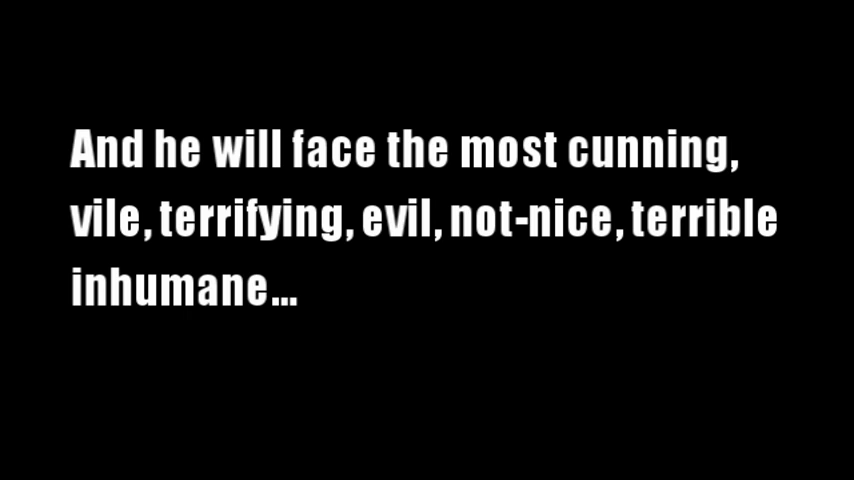 And he will face the most cunning,
vile, terrifying, evil, not-nice, terrible
inhumane...